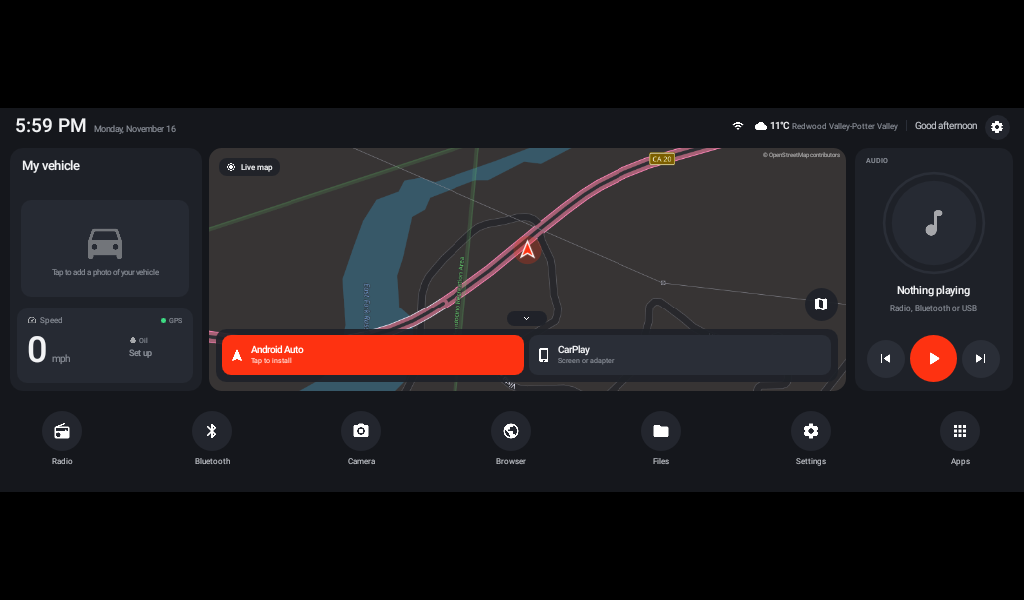 5:59 PM Monday, November 16
11°C Redwood Valley-Potter Valley Good afternoon
My vehicle
Tap to add a photo of your vehicle
Speed GPS
0 mph
Oil
Set up
Live map
CA 20
© OpenStreetMap contributors
Android Auto
Tap to install
CarPlay
Screen or adapter
AUDIO
Nothing playing
Radio, Bluetooth or USB
Radio
Bluetooth
Camera
Browser
Files
Settings
Apps